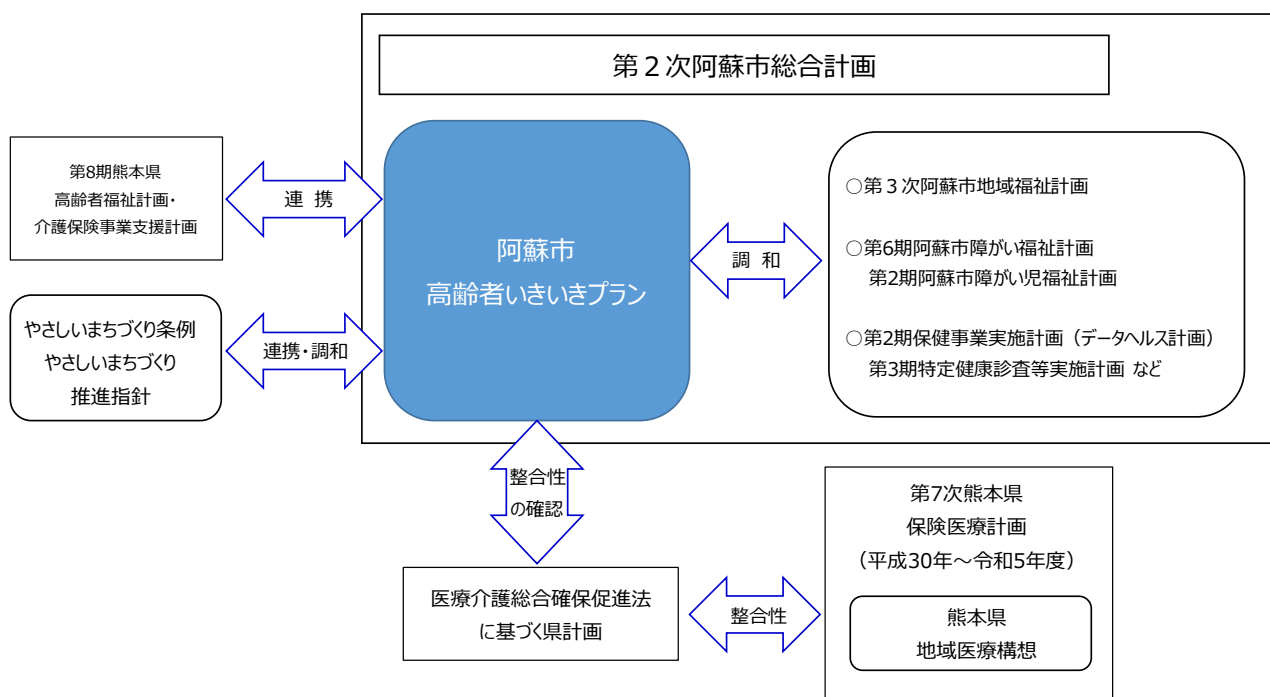 第２次阿蘇市総合計画
第8期熊本県
高齢者福祉計画・
介護保険事業支援計画
連 携
阿蘇市
高齢者いきいきプラン
調 和
○第３次阿蘇市地域福祉計画
○第6期阿蘇市障がい福祉計画
第2期阿蘇市障がい児福祉計画
○第2期保健事業実施計画（データヘルス計画）
第3期特定健康診査等実施計画 など
やさしいまちづくり条例
やさしいまちづくり
推進指針
連携・調和
整合性
の確認
医療介護総合確保促進法
に基づく県計画
整合性
第7次熊本県
保険医療計画
（平成30年～令和5年度）
熊本県
地域医療構想